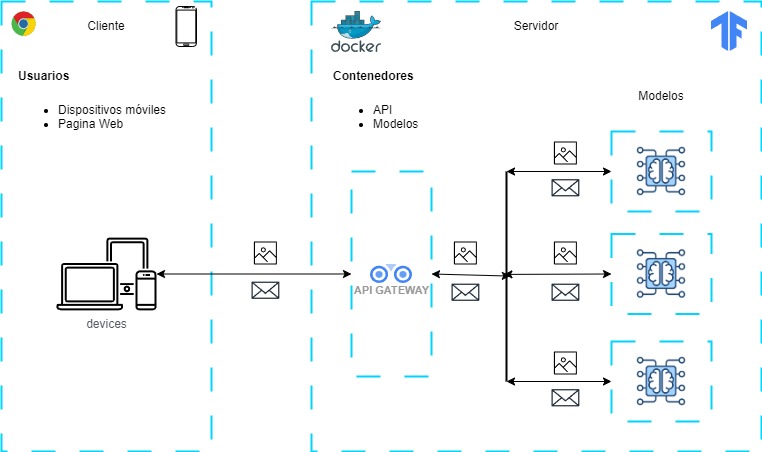 Cliente
Usuarios
Dispositivos móviles
Pagina Web
devices
docker
Servidor
Contenedores
API
Modelos
Modelos
API GATEWAY